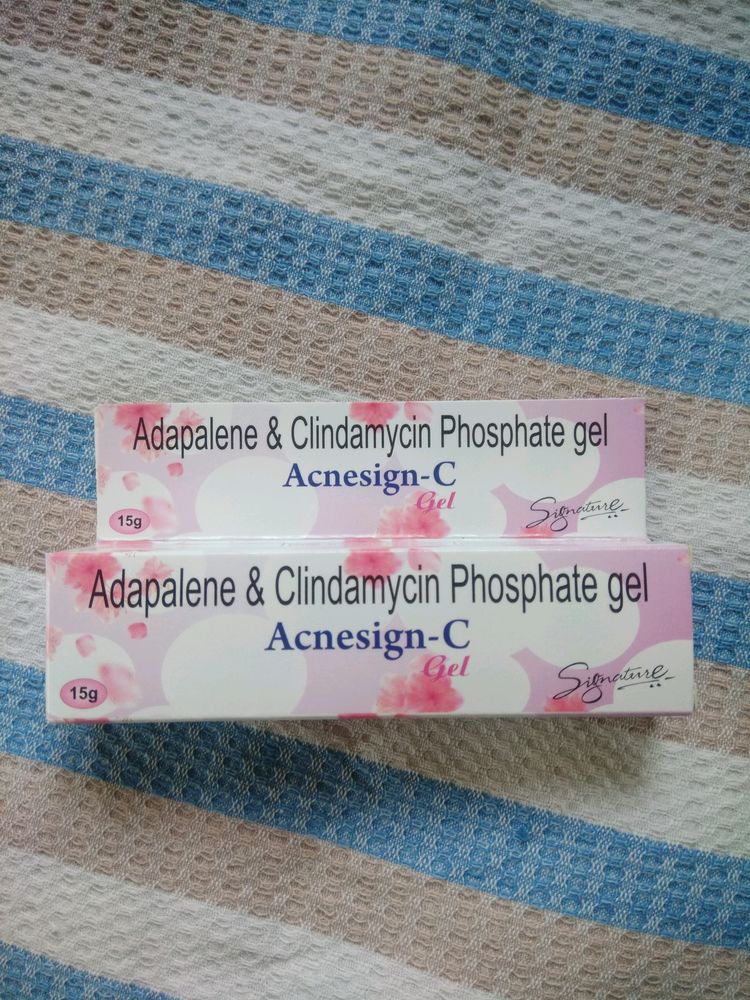 Adapalene & Clindamycin Phosphate gel
Acnesign-C
Gel
15g
Signature
Adapalene & Clindamycin Phosphate gel
Acnesign-C
Gel
15g
Signature